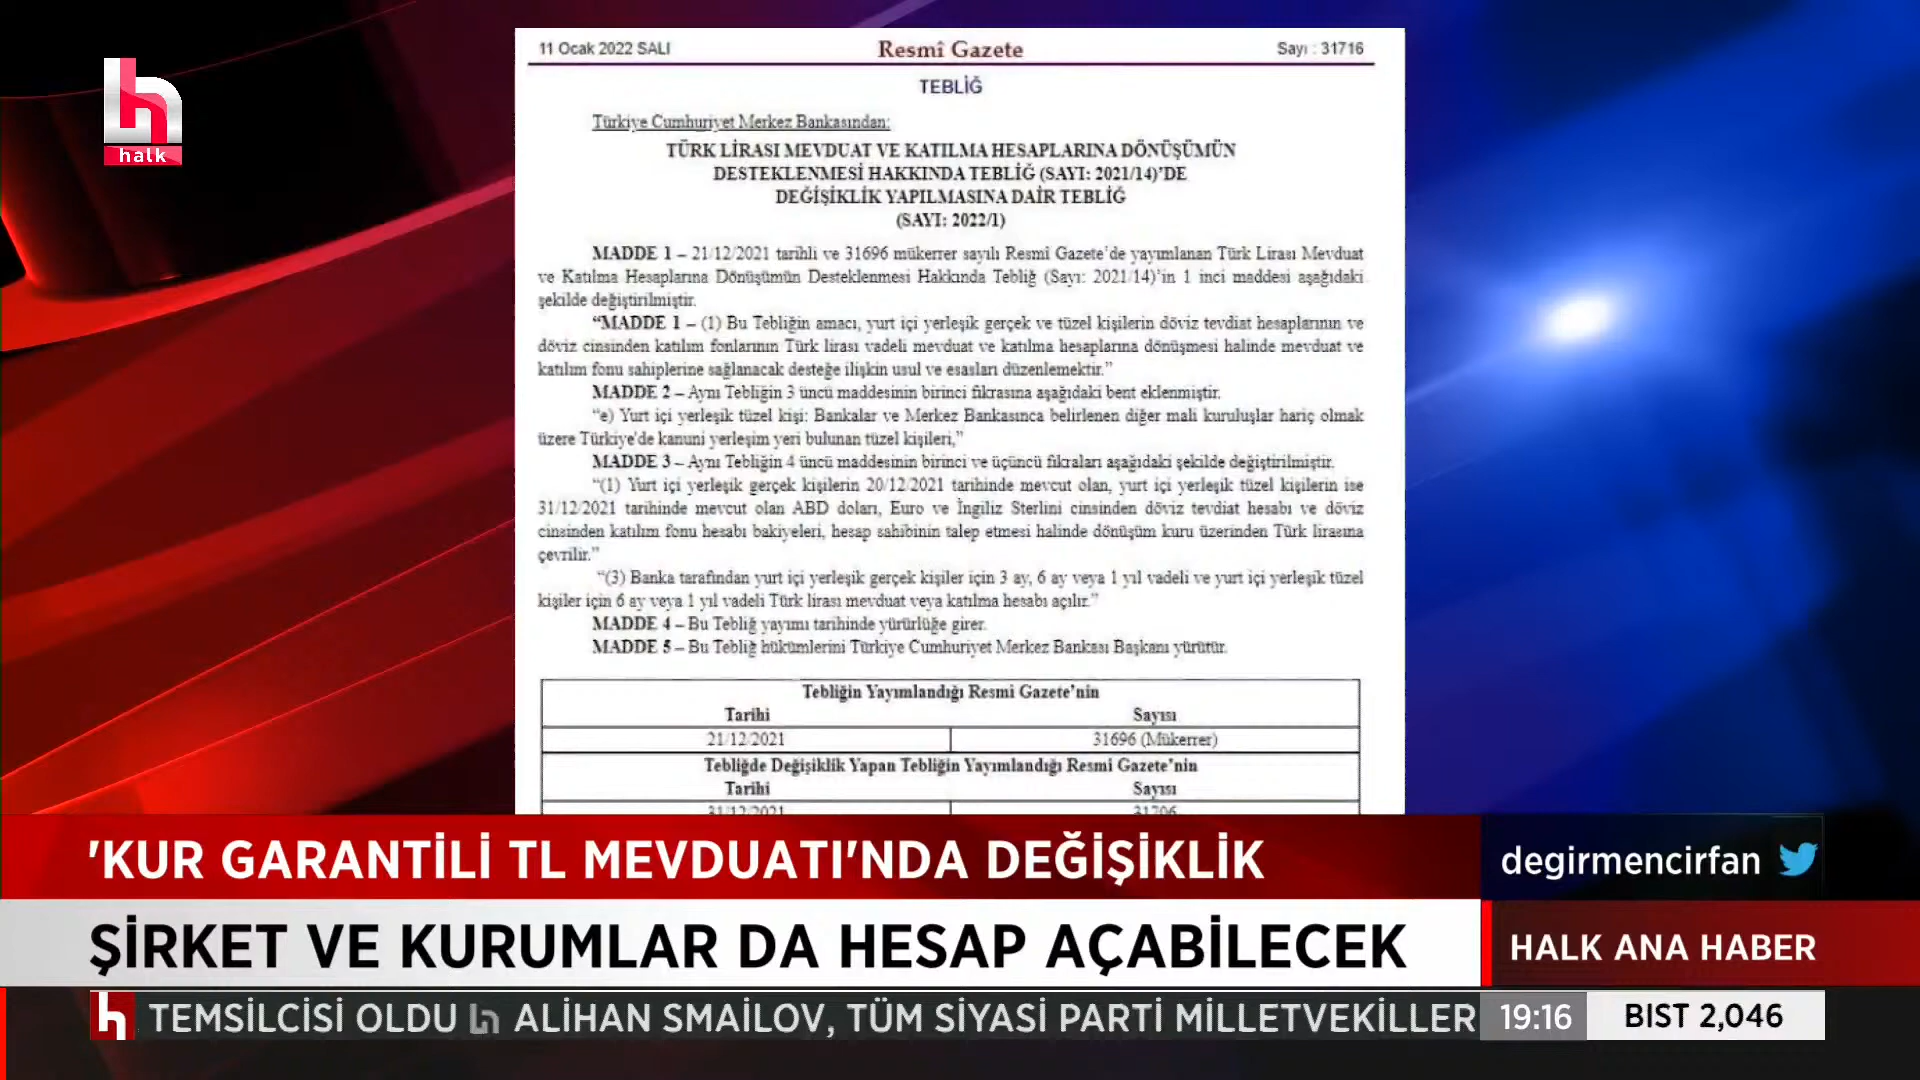 11 Ocak 2022 SALI
Resmî Gazete
Sayı : 31716
TEBLİĞ
Türkiye Cumhuriyet Merkez Bankasından:
TÜRK LİRASI MEVDUAT VE KATILMA HESAPLARINA DÖNÜŞÜMÜN
DESTEKLENMESİ HAKKINDA TEBLİĞ (SAYI: 2021/14)’DE
DEĞİŞİKLİK YAPILMASINA DAİR TEBLİĞ
(SAYI: 2022/1)
MADDE 1 – 21/12/2021 tarihli ve 31696 mükerrer sayılı Resmî Gazete’de yayımlanan Türk Lirası Mevduat
ve Katılma Hesaplarına Dönüşümün Desteklenmesi Hakkında Tebliğ (Sayı: 2021/14)’in 1 inci maddesi aşağıdaki
şekilde değiştirilmiştir.
“MADDE 1 – (1) Bu Tebliğin amacı, yurt içi yerleşik gerçek ve tüzel kişilerin döviz tevdiat hesaplarının ve
döviz cinsinden katılım fonlarının Türk lirası vadeli mevduat ve katılma hesaplarına dönüşmesi halinde mevduat ve
katılım fonu sahiplerine sağlanacak desteğe ilişkin usul ve esasları düzenlemektir.”
MADDE 2 – Aynı Tebliğin 3 üncü maddesinin birinci fıkrasına aşağıdaki bent eklenmiştir.
“e) Yurt içi yerleşik tüzel kişi: Bankalar ve Merkez Bankasınca belirlenen diğer mali kuruluşlar hariç olmak
üzere Türkiye'de kanuni yerleşim yeri bulunan tüzel kişileri,”
MADDE 3 – Aynı Tebliğin 4 üncü maddesinin birinci ve üçüncü fıkraları aşağıdaki şekilde değiştirilmiştir.
“(1) Yurt içi yerleşik gerçek kişilerin 20/12/2021 tarihinde mevcut olan, yurt içi yerleşik tüzel kişilerin ise
31/12/2021 tarihinde mevcut olan ABD doları, Euro ve İngiliz Sterlini cinsinden döviz tevdiat hesabı ve döviz
cinsinden katılım fonu hesabı bakiyeleri, hesap sahibinin talep etmesi halinde dönüşüm kuru üzerinden Türk lirasına
çevrilir.”
“(3) Banka tarafından yurt içi yerleşik gerçek kişiler için 3 ay, 6 ay veya 1 yıl vadeli ve yurt içi yerleşik tüzel
kişiler için 6 ay veya 1 yıl vadeli Türk lirası mevduat veya katılma hesabı açılır.”
MADDE 4 – Bu Tebliğ yayımı tarihinde yürürlüğe girer.
MADDE 5 – Bu Tebliğ hükümlerini Türkiye Cumhuriyet Merkez Bankası Başkanı yürütür.
Tebliğin Yayımlandığı Resmî Gazete’nin
Tarihi Sayısı
21/12/2021 31696 (Mükerrer)
Tebliğde Değişiklik Yapan Tebliğin Yayımlandığı Resmî Gazete’nin
Tarihi Sayısı
31/12/2021 31706
halk
'KUR GARANTİLİ TL MEVDUATI'NDA DEĞİŞİKLİK
degirmencirfan
ŞİRKET VE KURUMLAR DA HESAP AÇABİLECEK
HALK ANA HABER
TEMSİLCİSİ OLDU ALİHAN SMAİLOV, TÜM SİYASİ PARTİ MİLLETVEKİLLER
19:16
BIST 2,046